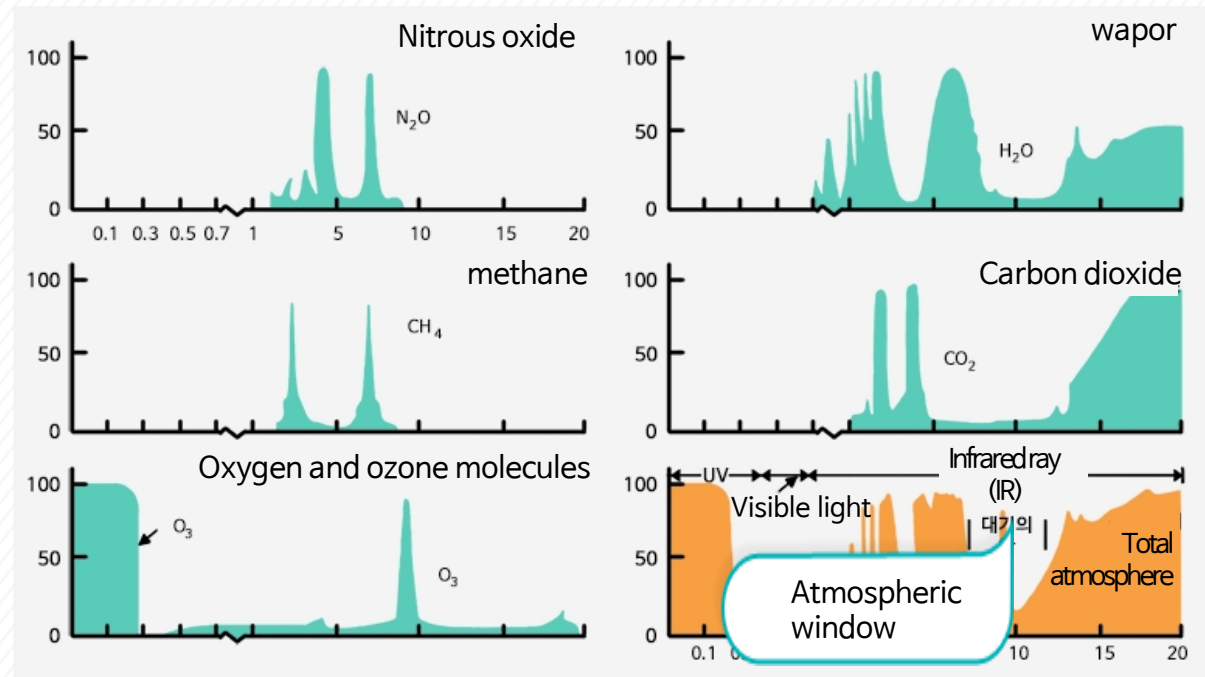 Nitrous oxide
100
50
0
N₂O
0.1 0.3 0.5 0.7 1 5 10 15 20
wapor
100
50
0
H₂O
methane
100
50
0
CH₄
Carbon dioxide
100
50
0
CO₂
Oxygen and ozone molecules
100
50
0
O₃
O₃
UV
Visible light
Infrared ray
(IR)
대기의
100
50
0
Total
atmosphere
Atmospheric
window
0.1 10 15 20